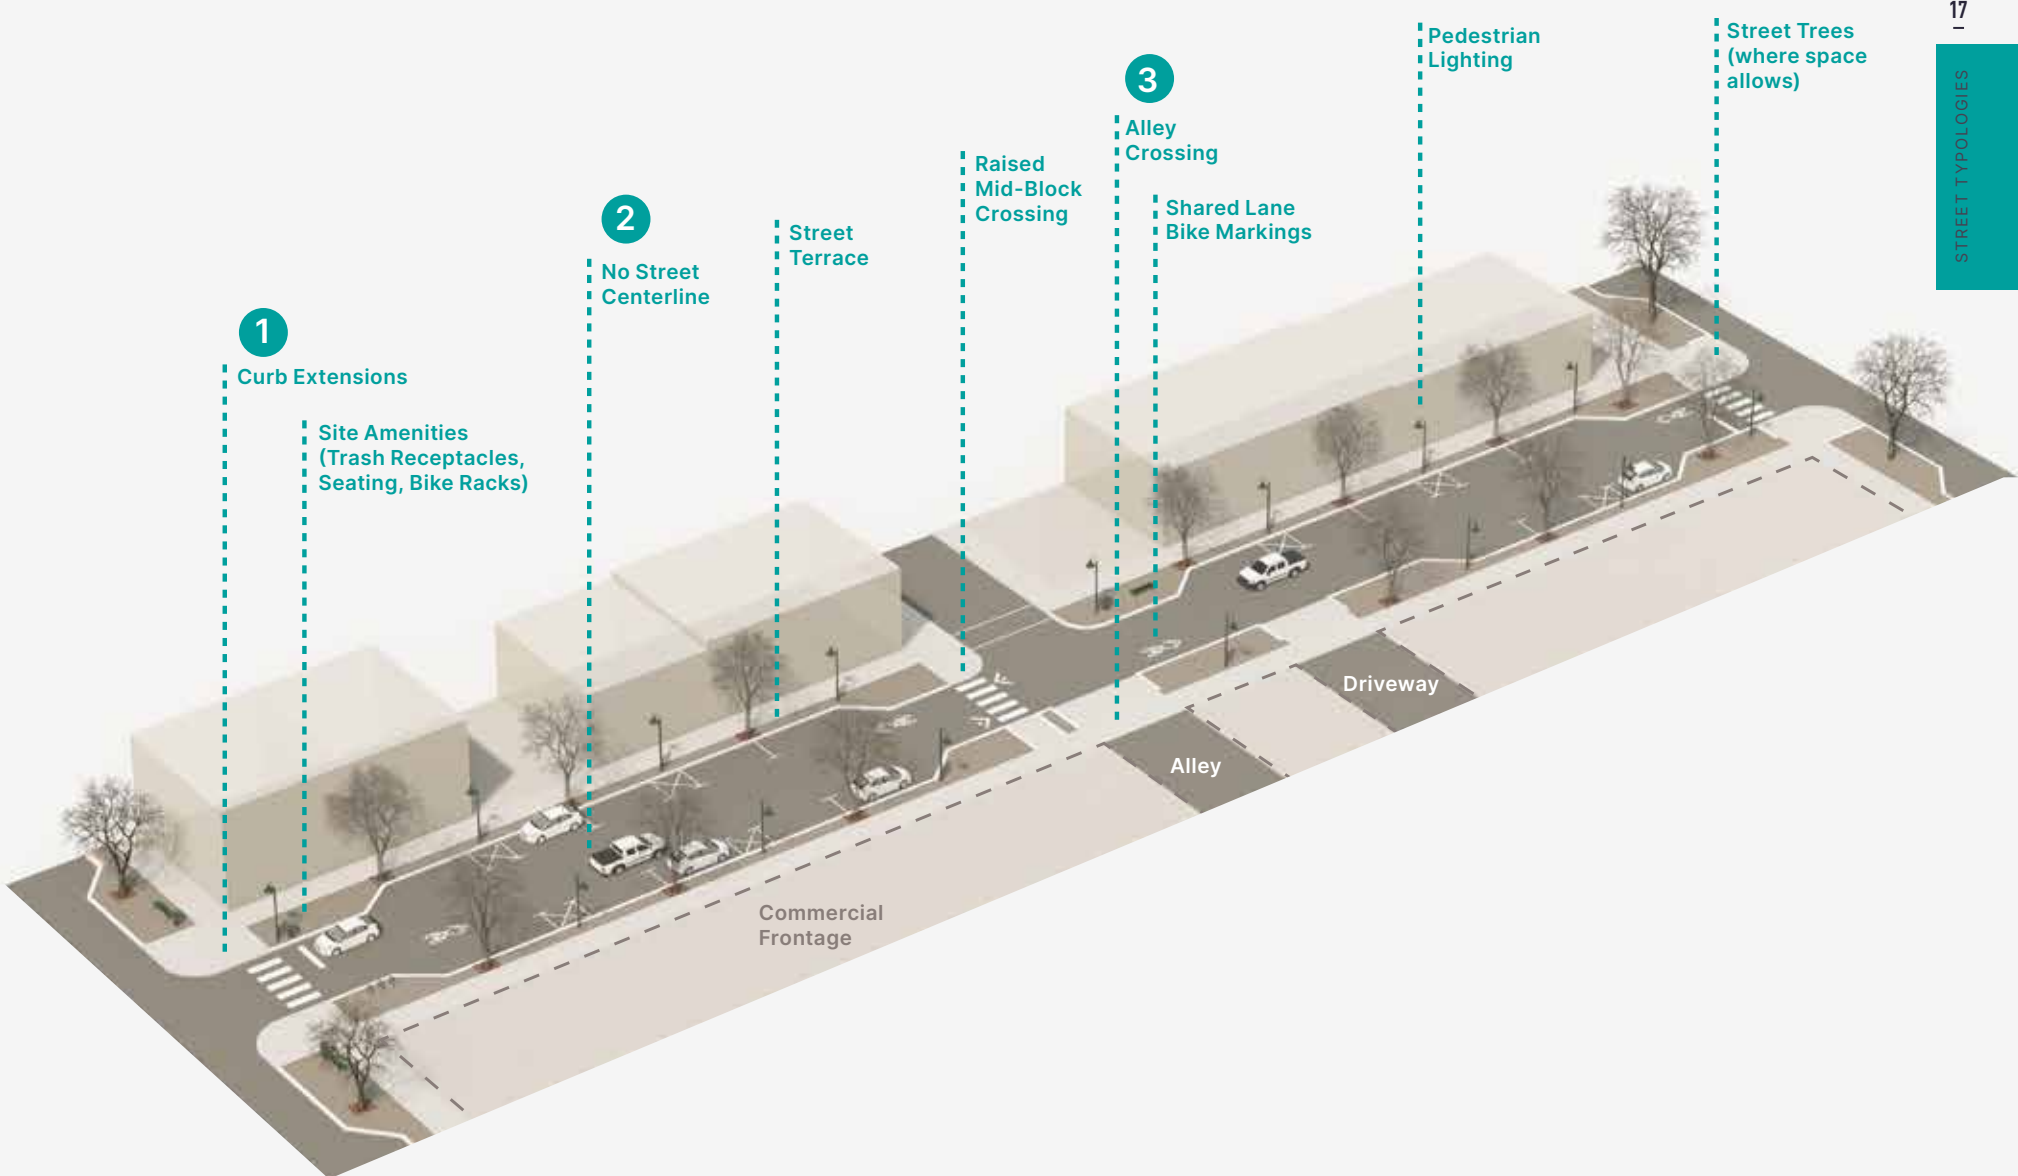 17
STREET TYPOLOGIES
Street Trees
(where space
allows)
Pedestrian
Lighting
3
Alley
Crossing
Shared Lane
Bike Markings
Raised
Mid-Block
Crossing
2
No Street
Centerline
Street
Terrace
1
Curb Extensions
Site Amenities
(Trash Receptacles,
Seating, Bike Racks)
Driveway
Alley
Commercial
Frontage